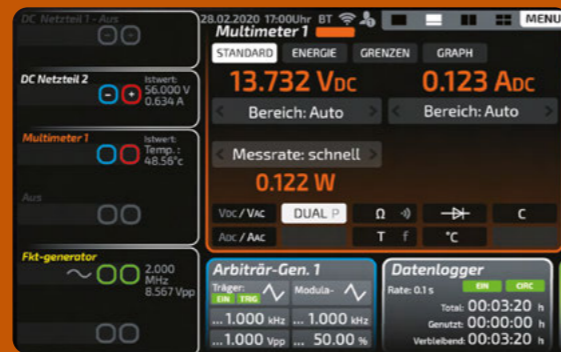 DC Netzteil 1 - Aus
28.02.2020 17:00Uhr BT
MENU
Multimeter 1
STANDARD ENERGIE GRENZEN GRAPH
DC Netzteil 2
Istwert:
56.000 V
0.634 A
13.732 VDC 0.123 ADC
< Bereich: Auto > < Bereich: Auto >
Multimeter 1
Istwert:
Temp.:
48.56°c
< Messrate: schnell >
0.122 W
Aus
VDC / VAC DUAL P Ω C
ADC / AAC T f °C
Fkt-generator
2.000
MHz
8.567 Vpp
Arbiträr-Gen. 1
Träger: Modula-
EIN TRIG
... 1.000 kHz ... 1.000 kHz
... 1.000 Vpp ... 50.00 %
Datenlogger
Rate: 0.1 s EIN CIRC
Total: 00:03:20 h
Genutzt: 00:00:00 h
Verbleibend: 00:03:20 h